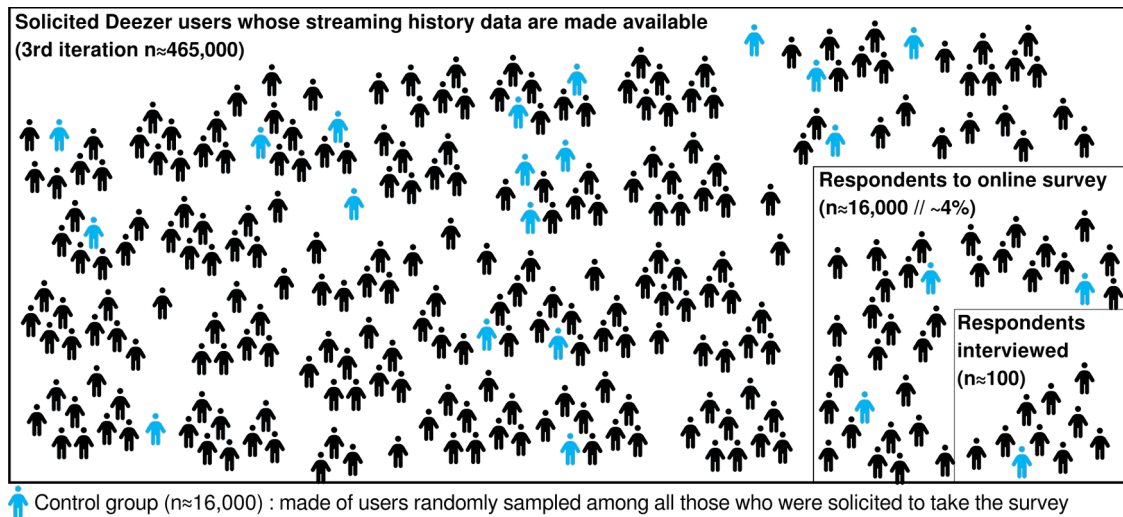 Solicited Deezer users whose streaming history data are made available
(3rd iteration n≈465,000)
Respondents to online survey
(n≈16,000 // ~4%)
Respondents
interviewed
(n≈100)
Control group (n≈16,000) : made of users randomly sampled among all those who were solicited to take the survey